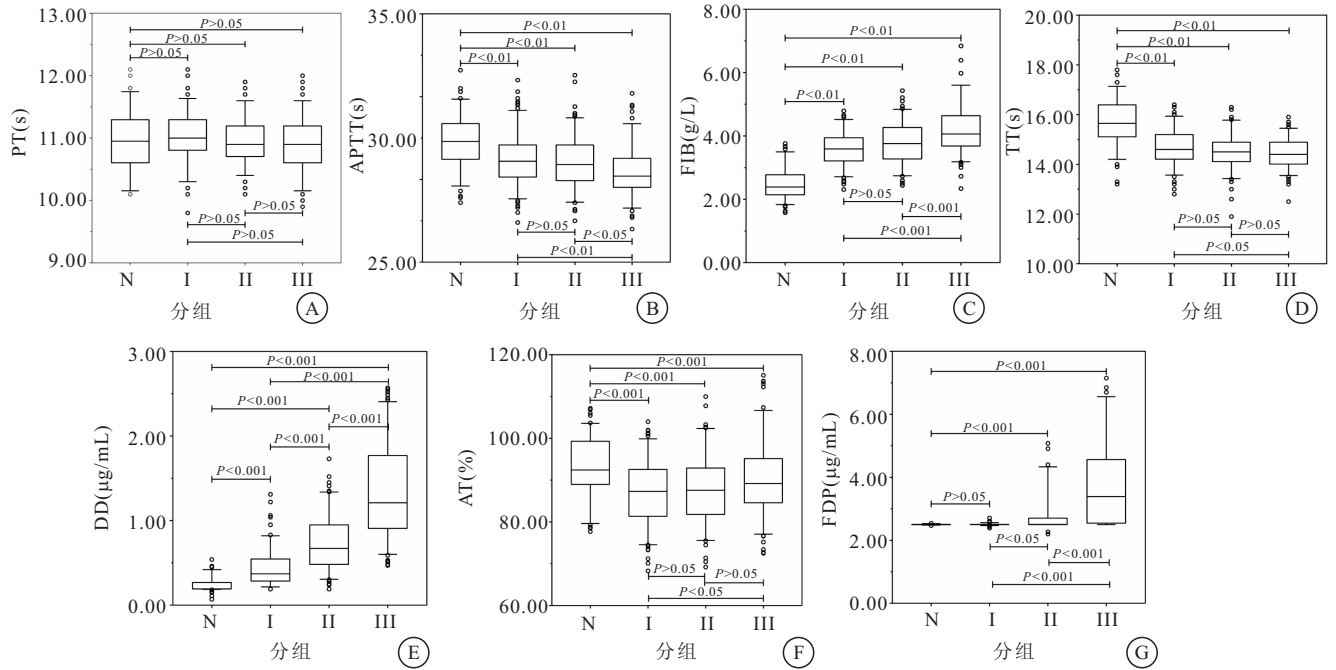 13.00
12.00
11.00
10.00
9.00
PT(s)
P>0.05
P>0.05
P>0.05
P>0.05
P>0.05
P>0.05
N I II III
分组
A
35.00
30.00
25.00
APTT(s)
P<0.01
P<0.01
P<0.01
P>0.05
P<0.05
P<0.01
N I II III
分组
B
8.00
6.00
4.00
2.00
0.00
FIB(g/L)
P<0.01
P<0.01
P<0.01
P>0.05
P<0.001
P<0.001
N I II III
分组
C
20.00
18.00
16.00
14.00
12.00
10.00
TT(s)
P<0.01
P<0.01
P<0.01
P>0.05
P>0.05
P<0.05
N I II III
分组
D
3.00
2.00
1.00
0.00
DD(μg/mL)
P<0.001
P<0.001
P<0.001
P<0.001
P<0.001
P<0.001
N I II III
分组
E
120.00
100.00
80.00
60.00
AT(%)
P<0.001
P<0.001
P<0.001
P>0.05
P>0.05
P<0.05
N I II III
分组
F
8.00
6.00
4.00
2.00
0.00
FDP(μg/mL)
P<0.001
P<0.001
P>0.05
P<0.05
P<0.001
P<0.001
N I II III
分组
G